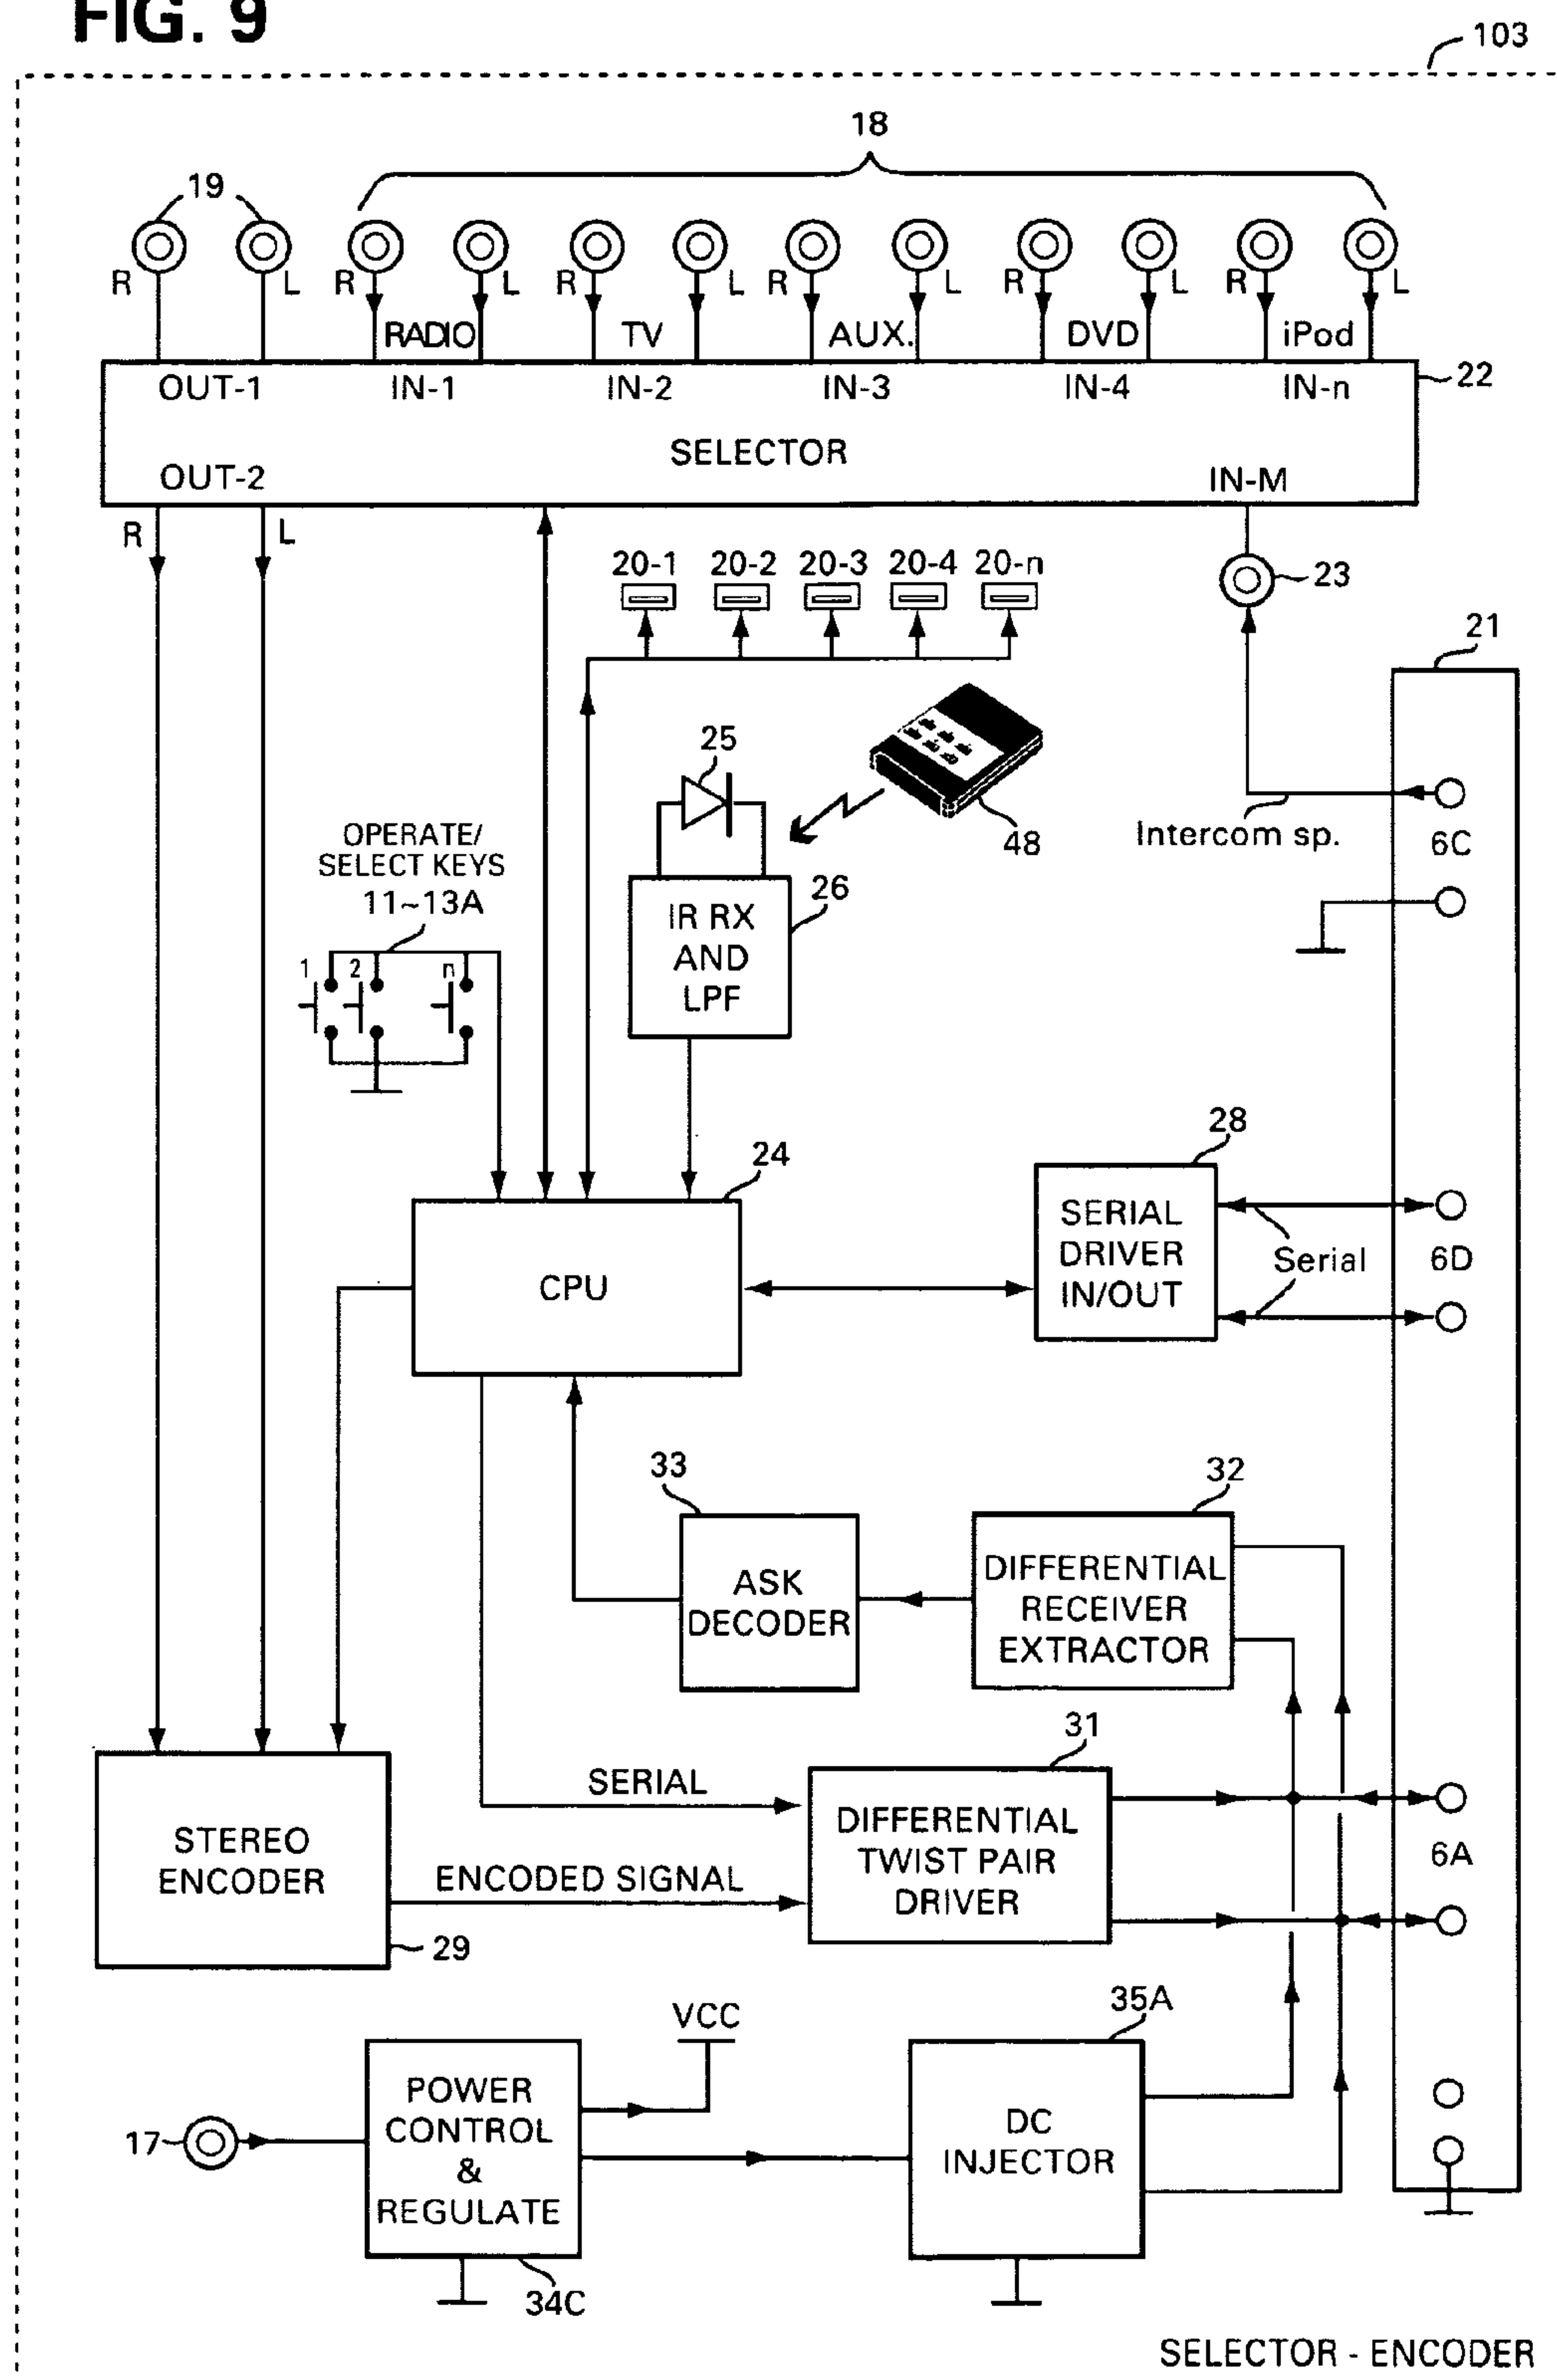 FIG. 9
103
18
19
R L R L R L R L R L R L
RADIO TV AUX. DVD iPod
OUT-1 IN-1 IN-2 IN-3 IN-4 IN-n
22
SELECTOR
OUT-2 IN-M
R L
20-1 20-2 20-3 20-4 20-n
23
21
25
OPERATE/
SELECT KEYS
11~13A
48
Intercom sp.
6C
26
IR RX
AND
LPF
1 2 n
24
28
CPU
SERIAL
DRIVER
IN/OUT
Serial
6D
33
32
ASK
DECODER
DIFFERENTIAL
RECEIVER
EXTRACTOR
31
SERIAL
STEREO
ENCODER
ENCODED SIGNAL
DIFFERENTIAL
TWIST PAIR
DRIVER
6A
29
VCC
35A
17
POWER
CONTROL
&
REGULATE
DC
INJECTOR
34C
SELECTOR - ENCODER